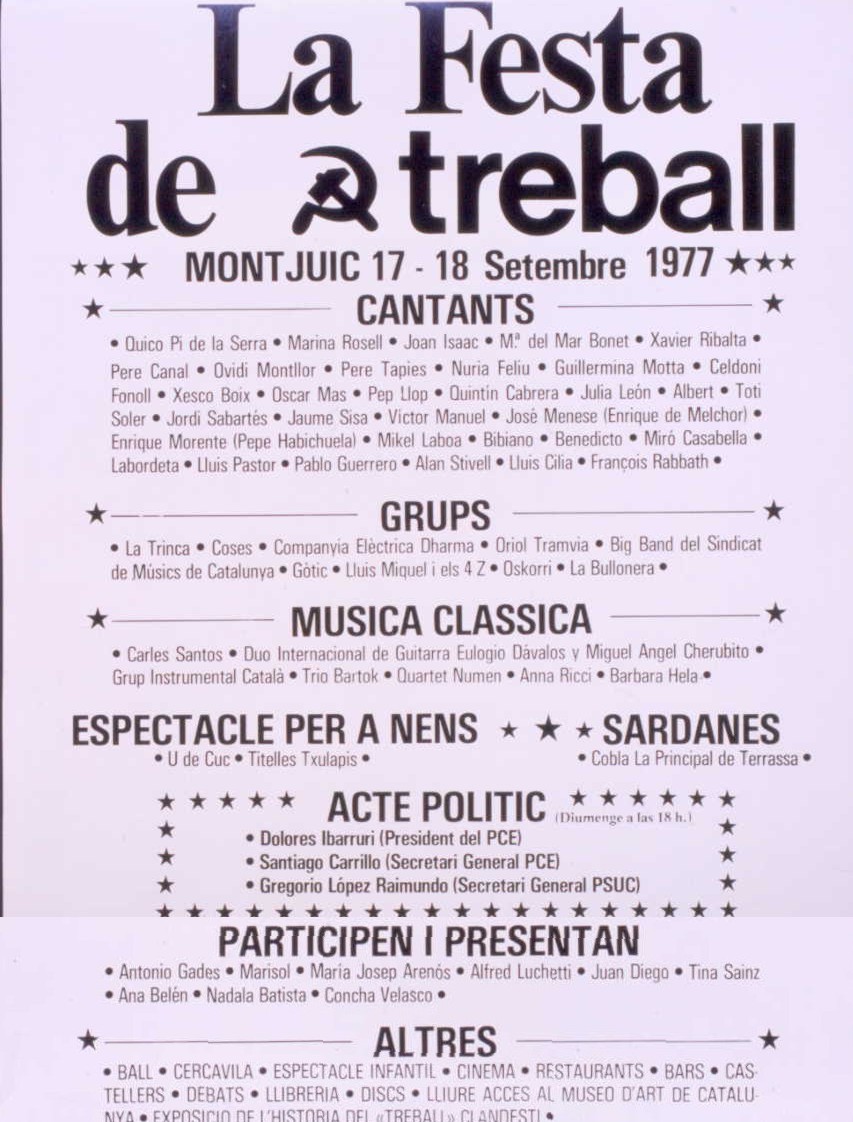 La Festa
de treball
MONTJUIC 17 - 18 Setembre 1977
CANTANTS
• Quico Pi de la Serra • Marina Rosell • Joan Isaac • M.ª del Mar Bonet • Xavier Ribalta •
Pere Canal • Ovidi Montllor • Pere Tapies • Nuria Feliu • Guillermina Motta • Celdoni
Fonoll • Xesco Boix • Oscar Mas • Pep Llop • Quintín Cabrera • Julia León • Albert • Toti
Soler • Jordi Sabartés • Jaume Sisa • Víctor Manuel • José Menese (Enrique de Melchor) •
Enrique Morente (Pepe Habichuela) • Mikel Laboa • Bibiano • Benedicto • Miró Casabella •
Labordeta • Lluis Pastor • Pablo Guerrero • Alan Stivell • Lluis Cilia • François Rabbath •
GRUPS
• La Trinca • Coses • Companyia Elèctrica Dharma • Oriol Tramvia • Big Band del Sindicat
de Músics de Catalunya • Gòtic • Lluis Miquel i els 4 Z • Oskorri • La Bullonera •
MUSICA CLASSICA
• Carles Santos • Duo Internacional de Guitarra Eulogio Dávalos y Miguel Angel Cherubito •
Grup Instrumental Català • Trio Bartok • Quartet Numen • Anna Ricci • Barbara Hela •
ESPECTACLE PER A NENS
• U de Cuc • Titelles Txulapis •
SARDANES
• Cobla La Principal de Terrassa •
ACTE POLITIC (Diumenge a las 18 h.)
• Dolores Ibarruri (President del PCE)
• Santiago Carrillo (Secretari General PCE)
• Gregorio López Raimundo (Secretari General PSUC)
PARTICIPEN I PRESENTAN
• Antonio Gades • Marisol • María Josep Arenós • Alfred Luchetti • Juan Diego • Tina Sainz
• Ana Belén • Nadala Batista • Concha Velasco •
ALTRES
• BALL • CERCAVILA • ESPECTACLE INFANTIL • CINEMA • RESTAURANTS • BARS • CAS-
TELLERS • DEBATS • LLIBRERIA • DISCS • LLIURE ACCES AL MUSEO D'ART DE CATALU-
NYA • EXPOSICIO DE L'HISTORIA DEL «TREBALL» CLANDESTI •